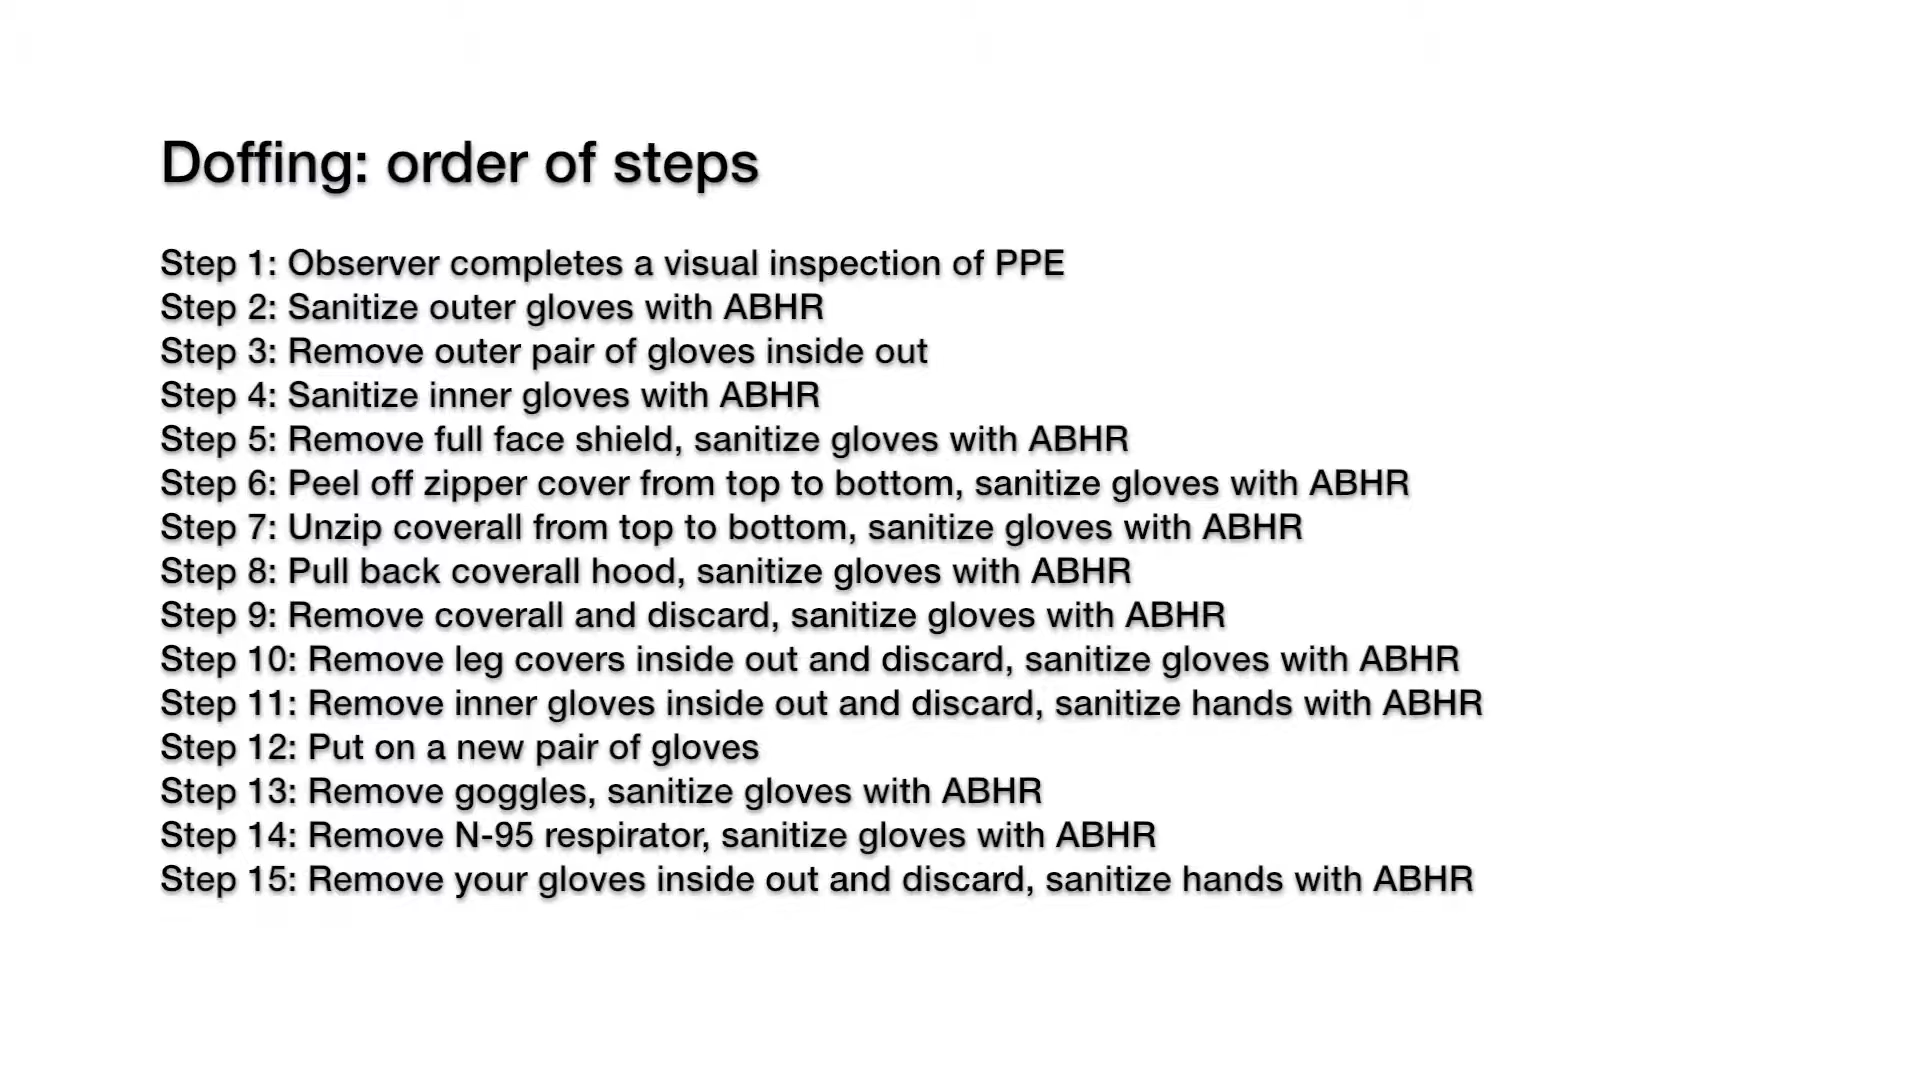 Doffing: order of steps
Step 1: Observer completes a visual inspection of PPE
Step 2: Sanitize outer gloves with ABHR
Step 3: Remove outer pair of gloves inside out
Step 4: Sanitize inner gloves with ABHR
Step 5: Remove full face shield, sanitize gloves with ABHR
Step 6: Peel off zipper cover from top to bottom, sanitize gloves with ABHR
Step 7: Unzip coverall from top to bottom, sanitize gloves with ABHR
Step 8: Pull back coverall hood, sanitize gloves with ABHR
Step 9: Remove coverall and discard, sanitize gloves with ABHR
Step 10: Remove leg covers inside out and discard, sanitize gloves with ABHR
Step 11: Remove inner gloves inside out and discard, sanitize hands with ABHR
Step 12: Put on a new pair of gloves
Step 13: Remove goggles, sanitize gloves with ABHR
Step 14: Remove N-95 respirator, sanitize gloves with ABHR
Step 15: Remove your gloves inside out and discard, sanitize hands with ABHR